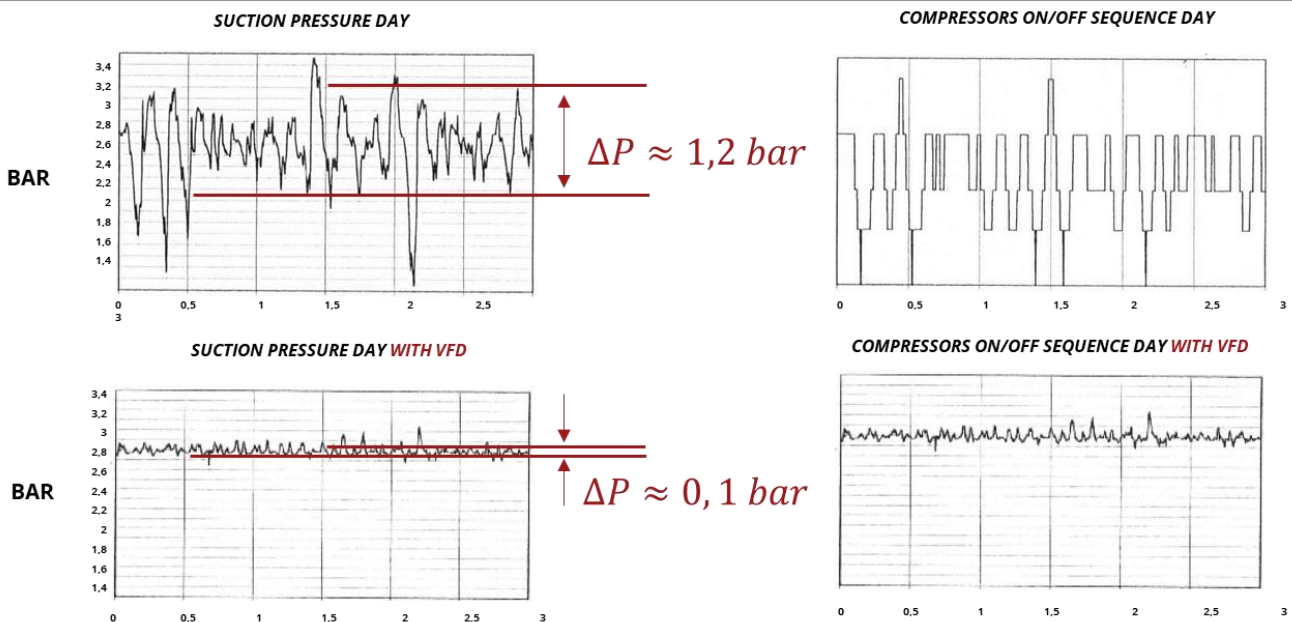 SUCTION PRESSURE DAY
COMPRESSORS ON/OFF SEQUENCE DAY
BAR
3,4
3,2
3
2,8
2,6
2,4
2,2
2
1,8
1,6
1,4
0 0,5 1 1,5 2 2,5
3
ΔP ≈ 1,2 bar
0 0,5 1 1,5 2 2,5 3
SUCTION PRESSURE DAY WITH VFD
COMPRESSORS ON/OFF SEQUENCE DAY WITH VFD
BAR
3,4
3,2
3
2,8
2,6
2,4
2,2
2
1,8
1,6
1,4
0 0,5 1 1,5 2 2,5 3
ΔP ≈ 0,1 bar
0 0,5 1 1,5 2 2,5
3